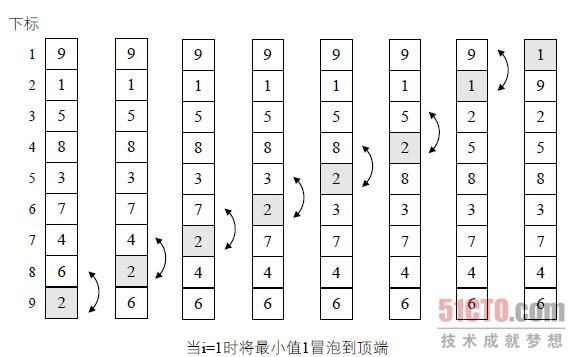 下标
1 9 9 9 9 9 9 9 1
2 1 1 1 1 1 1 1 9
3 5 5 5 5 5 5 2 2
4 8 8 8 8 8 2 5 5
5 3 3 3 3 2 8 8 8
6 7 7 7 2 3 3 3 3
7 4 4 2 7 7 7 7 7
8 6 2 4 4 4 4 4 4
9 2 6 6 6 6 6 6 6
51CTO.com
技术成就梦想
当i=1时将最小值1冒泡到顶端